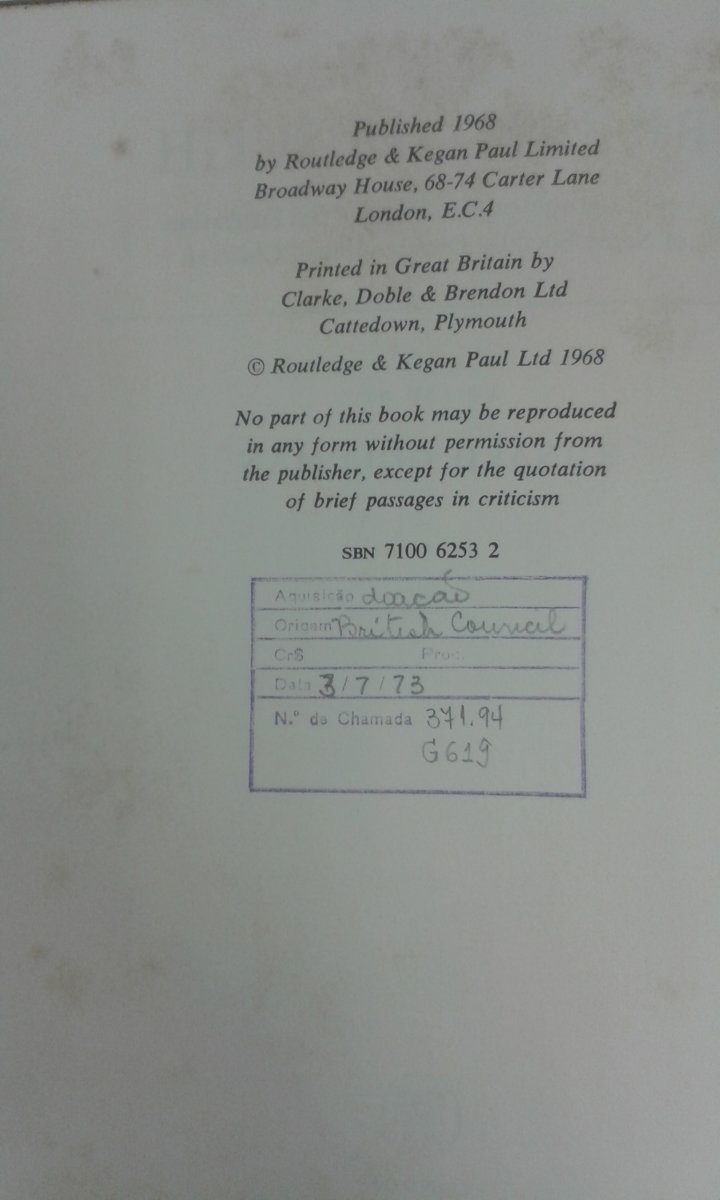 Published 1968
by Routledge & Kegan Paul Limited
Broadway House, 68-74 Carter Lane
London, E.C.4
Printed in Great Britain by
Clarke, Doble & Brendon Ltd
Cattedown, Plymouth
© Routledge & Kegan Paul Ltd 1968
No part of this book may be reproduced
in any form without permission from
the publisher, except for the quotation
of brief passages in criticism
SBN 7100 6253 2
Aquisição doação
Origem British Council
Cr$ Proc.
Data 3/7/73
N.º de Chamada 371.94
G619